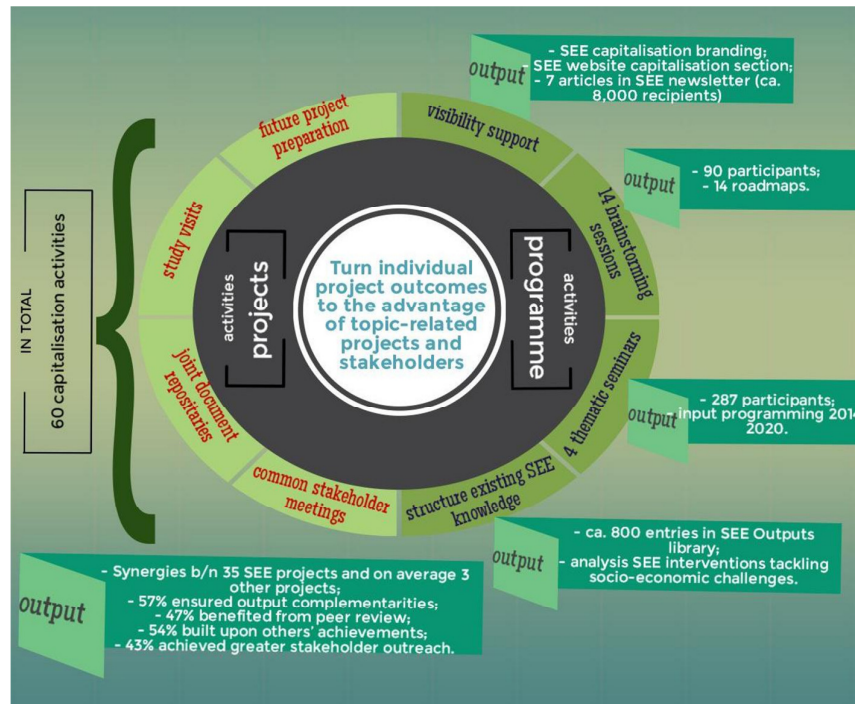 output
- SEE capitalisation branding;
- SEE website capitalisation section;
- 7 articles in SEE newsletter (ca.
8,000 recipients)
future project
preparation
visibility support
output
- 90 participants;
- 14 roadmaps.
study visits
14 brainstorming
sessions
IN TOTAL
60 capitalisation activities
activities
projects
Turn individual
project outcomes
to the advantage
of topic-related
projects and
stakeholders
programme
activities
joint document
repositaries
4 thematic seminars
output
- 287 participants;
- input programming 2014
2020.
common stakeholder
meetings
structure existing SEE
knowledge
output
- ca. 800 entries in SEE Outputs
library;
- analysis SEE interventions tackling
socio-economic challenges.
output
- Synergies b/n 35 SEE projects and on average 3
other projects;
- 57% ensured output complementarities;
- 47% benefited from peer review;
- 54% built upon others' achievements;
- 43% achieved greater stakeholder outreach.